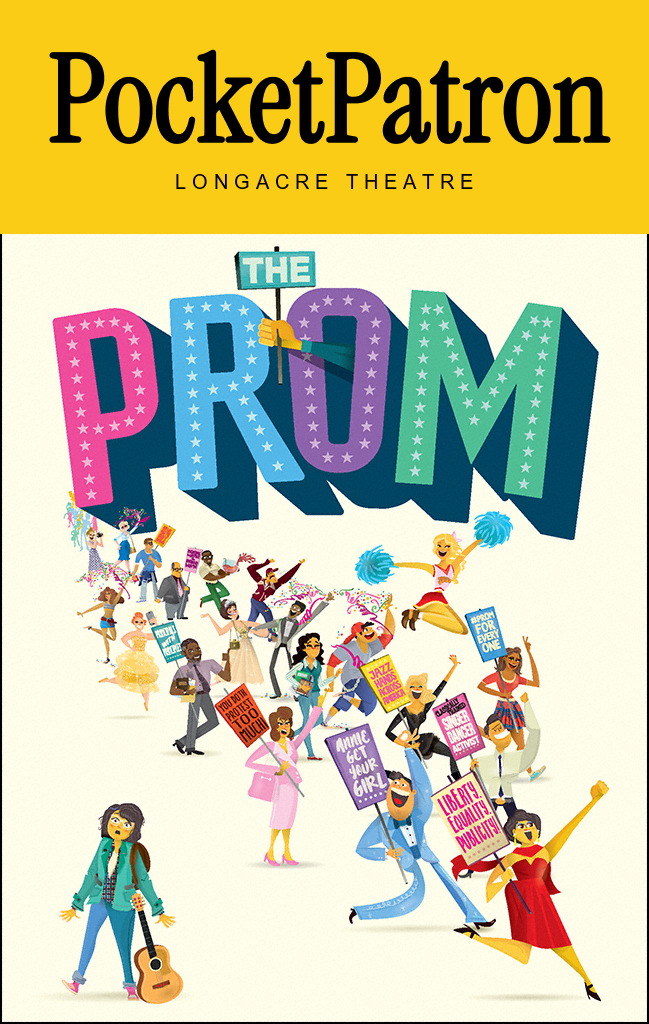 PocketPatron
LONGACRE THEATRE
THE
PROM
#PROM
FOR
EVERY
ONE
YOU BOTH
PROTEST
TOO
MUCH!
JAZZ
HANDS
ACROSS
AMERICA
CLASSICALLY
TRAINED
SINGER
DANCER
ACTIVIST
ANNIE
GET
YOUR
GIRL
LIBERTY,
EQUALITY,
PUBLICITY!